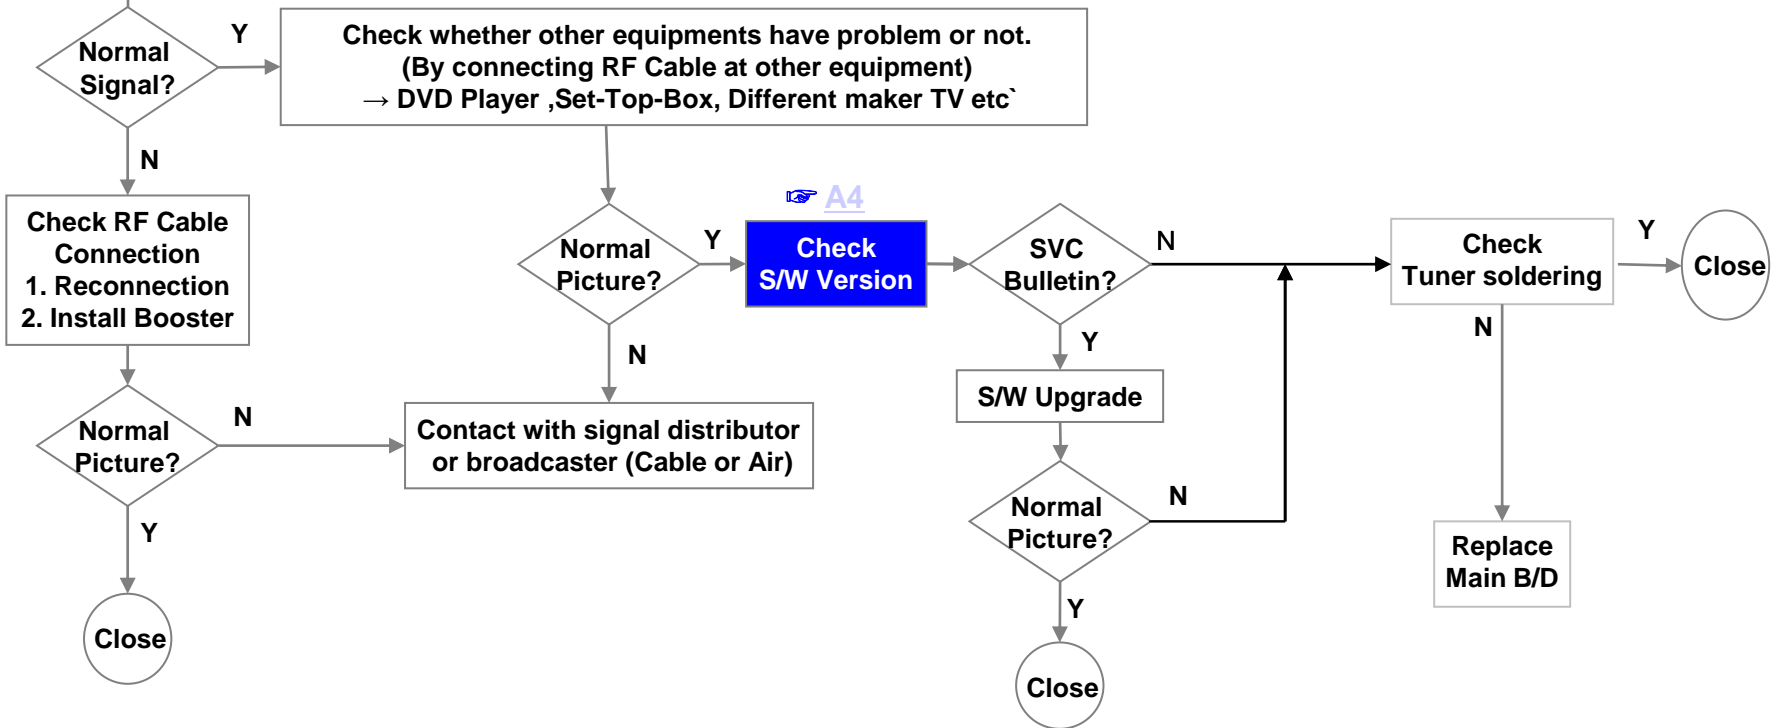 Normal
Signal?
Y
Check whether other equipments have problem or not.
(By connecting RF Cable at other equipment)
→ DVD Player ,Set-Top-Box, Different maker TV etc`
N
Check RF Cable
Connection
1. Reconnection
2. Install Booster
Normal
Picture?
Y
☞ A4
Check
S/W Version
SVC
Bulletin?
N
Check
Tuner soldering
Y
Close
N
Y
N
S/W Upgrade
Normal
Picture?
N
Contact with signal distributor
or broadcaster (Cable or Air)
Normal
Picture?
N
Replace
Main B/D
Y
Close
Y
Close